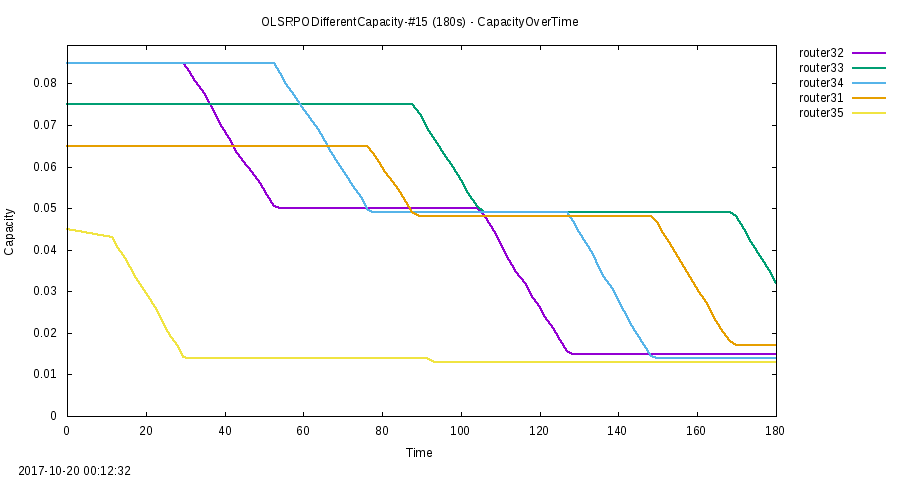 OLSRPODifferentCapacity-#15 (180s) - CapacityOverTime
router32
router33
router34
router31
router35
0.08
0.07
0.06
0.05
0.04
0.03
0.02
0.01
0
Capacity
0 20 40 60 80 100 120 140 160 180
Time
2017-10-20 00:12:32